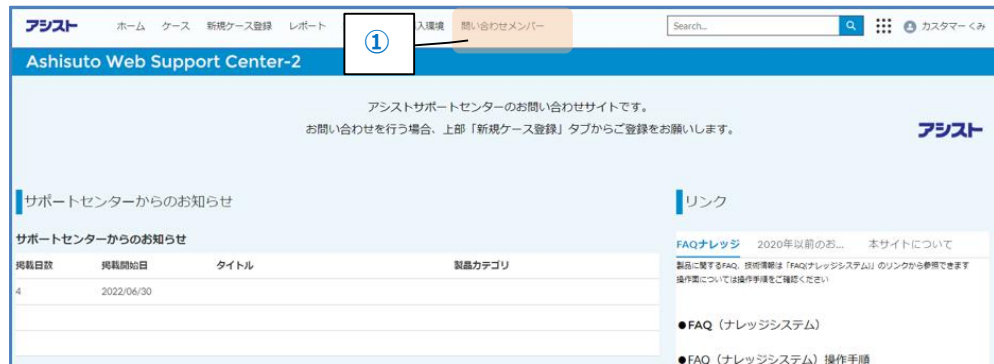 アシスト ホーム ケース 新規ケース登録 レポート 入環境 問い合わせメンバー Search... カスタマーくみ
①
Ashisuto Web Support Center-2
アシストサポートセンターのお問い合わせサイトです。
お問い合わせを行う場合、上部「新規ケース登録」タブからご登録をお願いします。
アシスト
サポートセンターからのお知らせ
サポートセンターからのお知らせ
掲載日数 掲載開始日 タイトル 製品カテゴリ
4 2022/06/30
リンク
FAQナレッジ 2020年以前のお... 本サイトについて
製品に関するFAQ、技術情報は「FAQ(ナレッジシステム)」のリンクから参照できます
操作面については操作手順をご確認ください
●FAQ（ナレッジシステム）
●FAQ（ナレッジシステム）操作手順